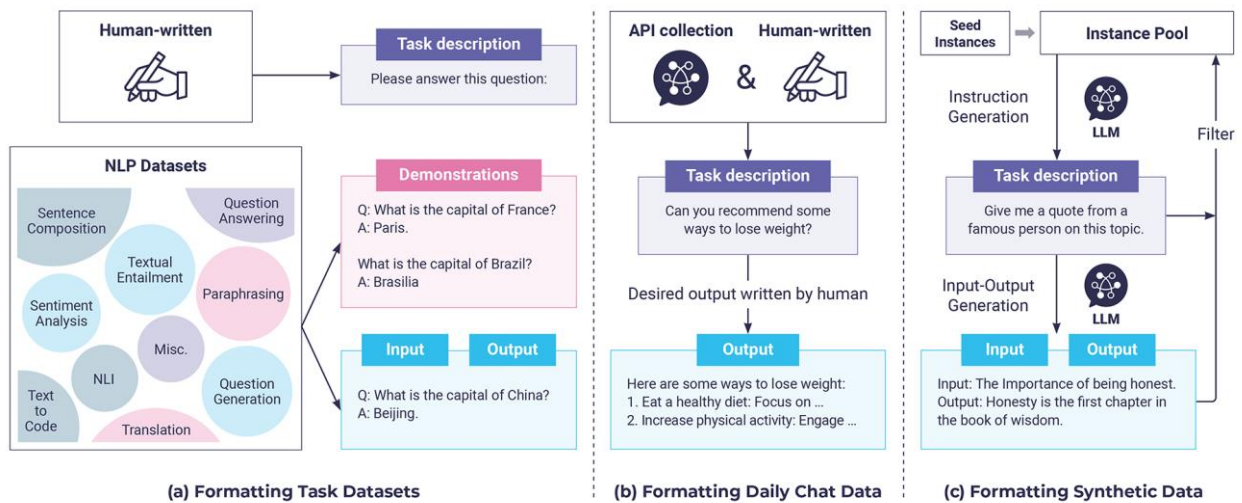 Human-written
Task description
Please answer this question:
NLP Datasets
Sentence
Composition
Question
Answering
Textual
Entailment
Paraphrasing
Sentiment
Analysis
Misc.
NLI
Question
Generation
Text
to
Code
Translation
Demonstrations
Q: What is the capital of France?
A: Paris.
What is the capital of Brazil?
A: Brasilia
Input
Output
Q: What is the capital of China?
A: Beijing.
(a) Formatting Task Datasets
API collection
&
Human-written
Task description
Can you recommend some
ways to lose weight?
Desired output written by human
Output
Here are some ways to lose weight:
1. Eat a healthy diet: Focus on ...
2. Increase physical activity: Engage ...
(b) Formatting Daily Chat Data
Seed
Instances
Instance Pool
Instruction
Generation
LLM
Filter
Task description
Give me a quote from a
famous person on this topic.
Input-Output
Generation
LLM
Input
Output
Input: The Importance of being honest.
Output: Honesty is the first chapter in
the book of wisdom.
(c) Formatting Synthetic Data